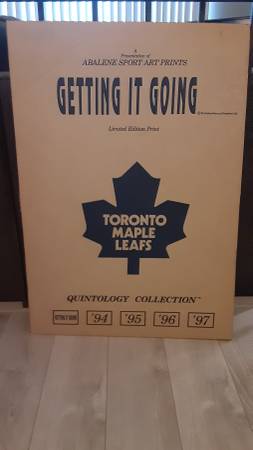 A
Presentation of
ABALENE SPORT ART PRINTS
GETTING IT GOING
Limited Edition Print
TORONTO
MAPLE
LEAFS
QUINTOLOGY COLLECTION™
GETTING IT GOING '94 '95 '96 '97